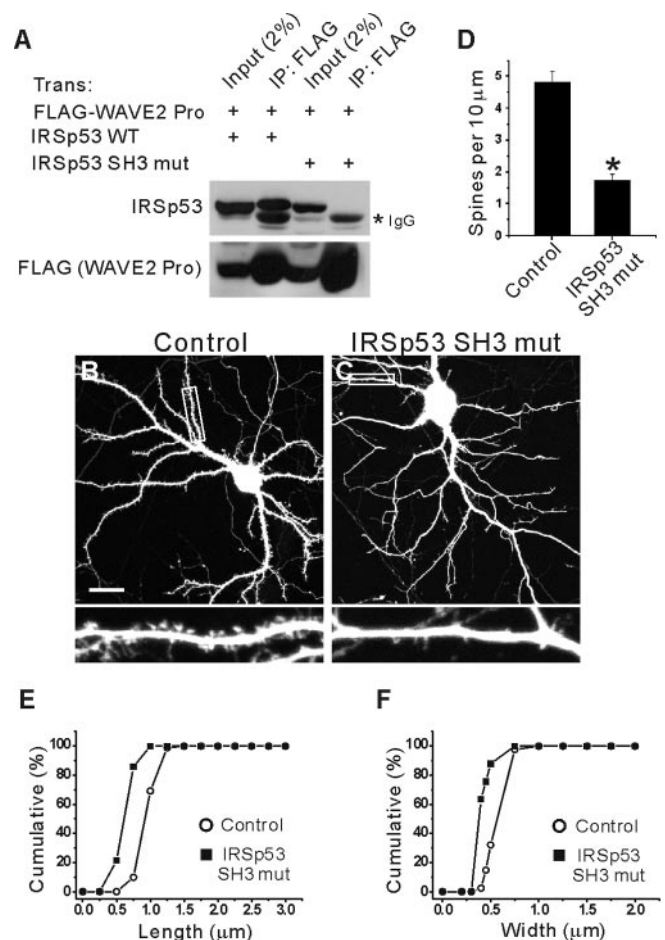 A
Input (2%)
IP: FLAG
Input (2%)
IP: FLAG
Trans:
FLAG-WAVE2 Pro + + + +
IRSp53 WT + +
IRSp53 SH3 mut + +
IRSp53
* IgG
FLAG (WAVE2 Pro)
D
Spines per 10 μm
5
4
3
2
1
0
*
Control
IRSp53
SH3 mut
Control
IRSp53 SH3 mut
B
C
E
Cumulative (%)
100
80
60
40
20
0
Control
IRSp53
SH3 mut
0.0 0.5 1.0 1.5 2.0 2.5 3.0
Length (μm)
F
Cumulative (%)
100
80
60
40
20
0
Control
IRSp53
SH3 mut
0.0 0.5 1.0 1.5 2.0
Width (μm)